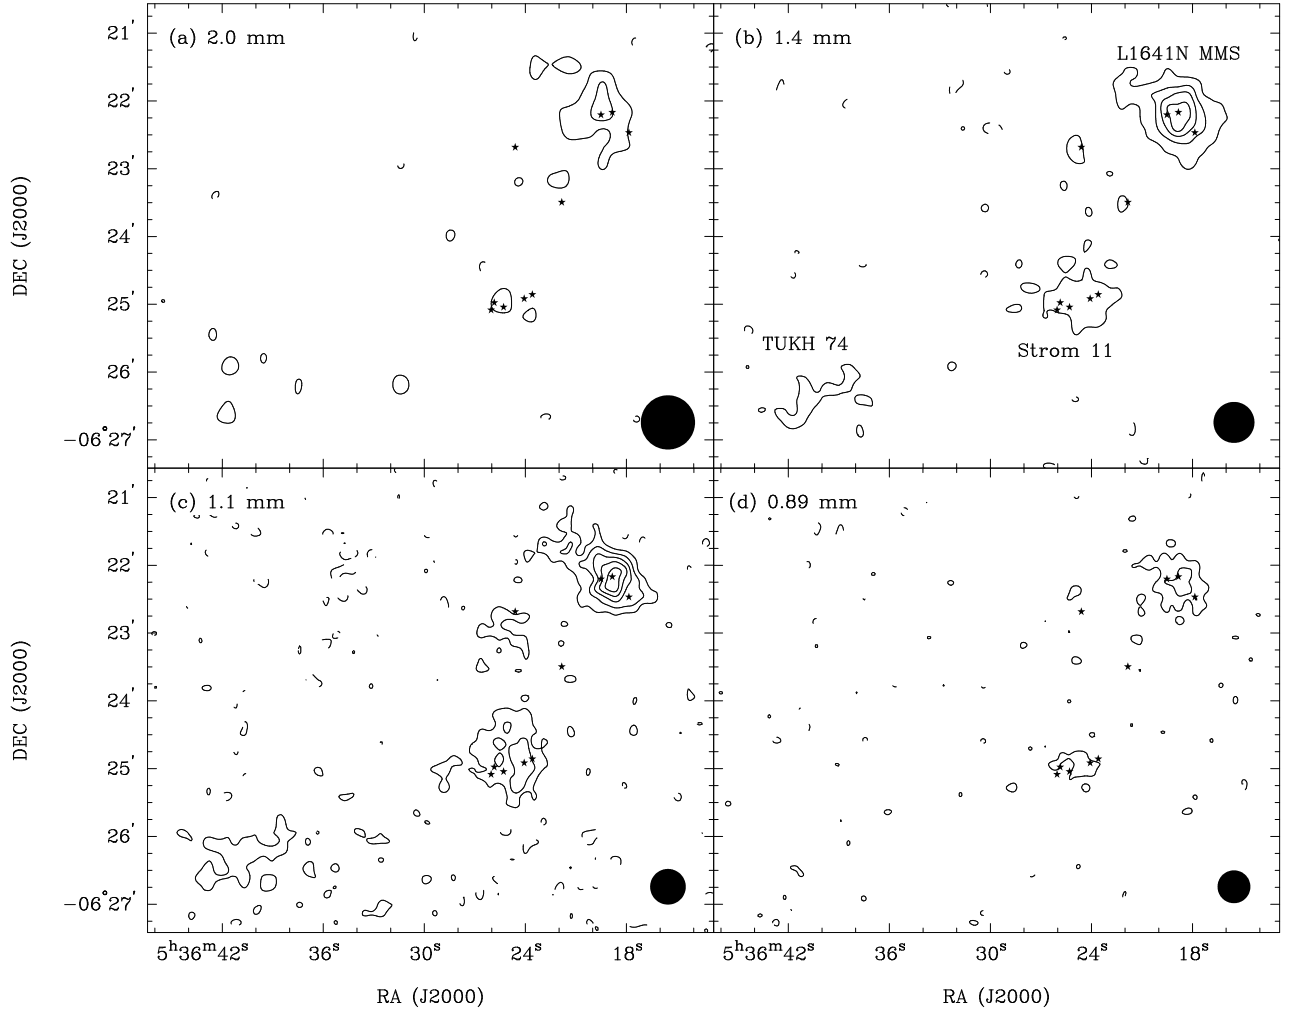 (a) 2.0 mm
(b) 1.4 mm
L1641N MMS
TUKH 74
Strom 11
21′
22′
23′
24′
25′
26′
−06°27′
DEC (J2000)
(c) 1.1 mm
(d) 0.89 mm
21′
22′
23′
24′
25′
26′
−06°27′
DEC (J2000)
5ʰ36ᵐ42ˢ 36ˢ 30ˢ 24ˢ 18ˢ 5ʰ36ᵐ42ˢ 36ˢ 30ˢ 24ˢ 18ˢ
RA (J2000) RA (J2000)